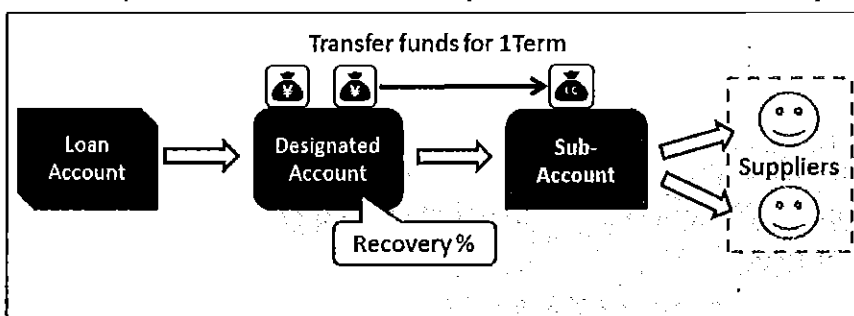 Transfer funds for 1Term
¥ ¥
Loan
Account
Designated
Account
Sub-
Account
Suppliers
Recovery %